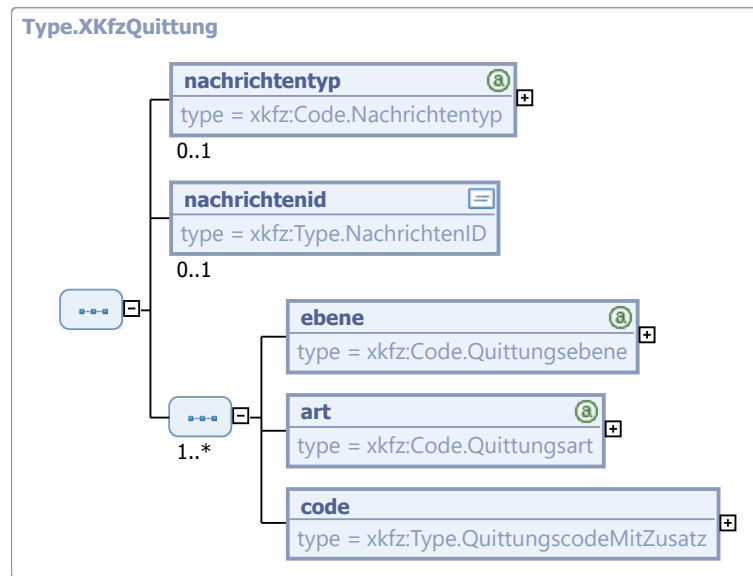 Type.XKfzQuittung
nachrichtentyp
type = xkfz:Code.Nachrichtentyp
0..1
nachrichtenid
type = xkfz:Type.NachrichtenID
0..1
ebene
type = xkfz:Code.Quittungsebene
art
type = xkfz:Code.Quittungsart
1..*
code
type = xkfz:Type.QuittungscodeMitZusatz